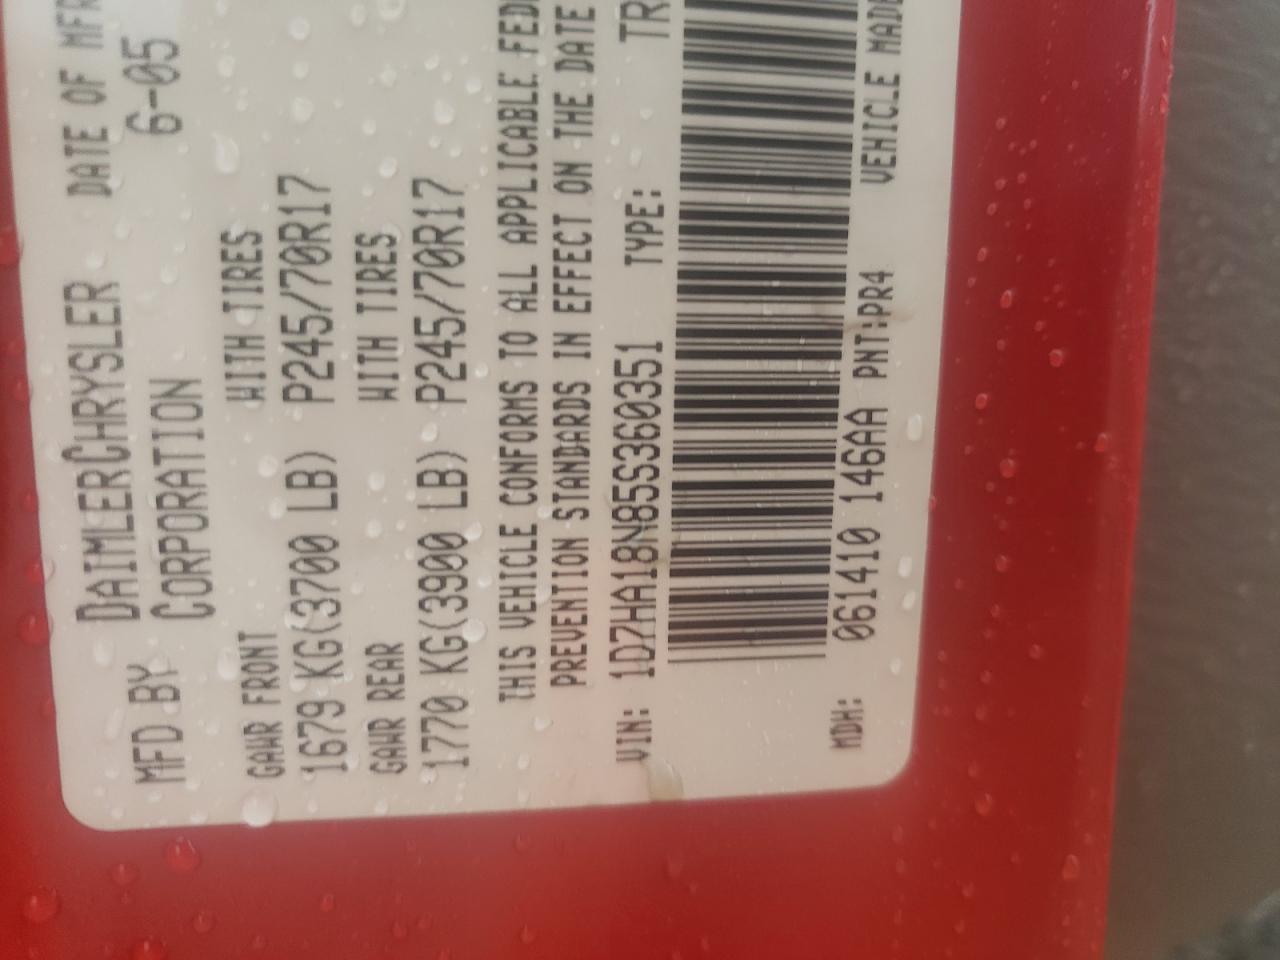 MFD BY DAIMLERCHRYSLER DATE OF MFR
CORPORATION 6-05
GAWR FRONT WITH TIRES
1679 KG(3700 LB) P245/70R17
GAWR REAR WITH TIRES
1770 KG(3900 LB) P245/70R17
THIS VEHICLE CONFORMS TO ALL APPLICABLE FED
PREVENTION STANDARDS IN EFFECT ON THE DATE
VIN: 1D7HA18N85S360351 TYPE: TR
MDH: 061410 146AA PNT:PR4 VEHICLE MADE